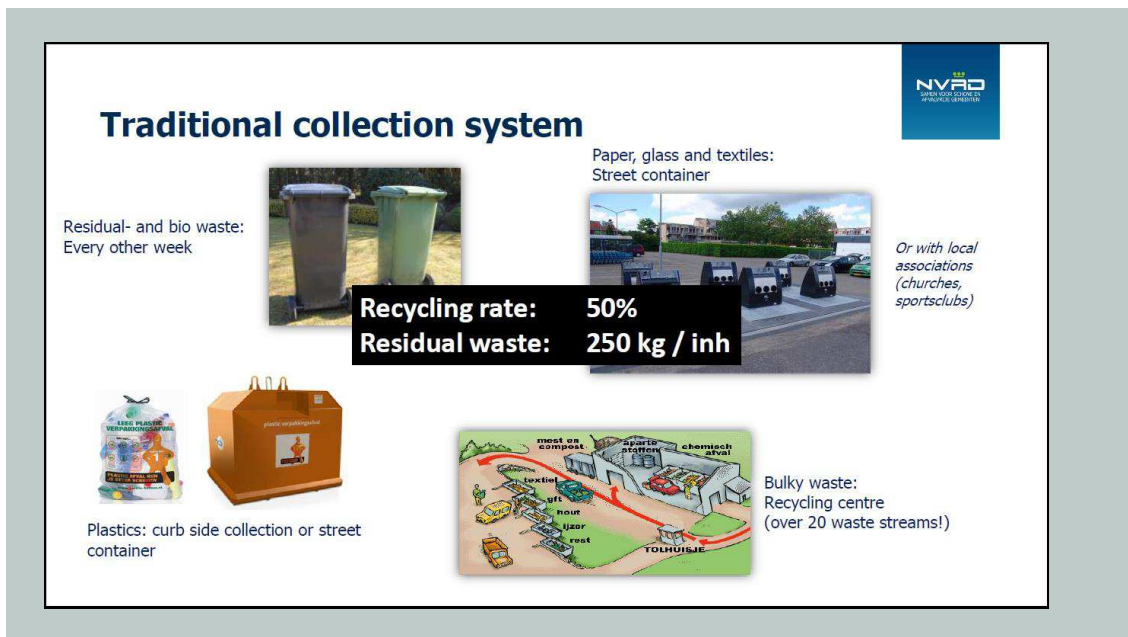 NVRD
SAMEN VOOR SCHONE EN
AFVALVRIJE GEMEENTEN
Traditional collection system
Paper, glass and textiles:
Street container
Residual- and bio waste:
Every other week
Or with local
associations
(churches,
sportsclubs)
Recycling rate: 50%
Residual waste: 250 kg / inh
LEEG PLASTIC
VERPAKKINGSAFVAL
plastic verpakkingsafval
Plastics: curb side collection or street
container
mest en
compost
aparte
stoffen
chemisch
afval
textiel
gft
hout
ijzer
rest
TOLHUISJE
Bulky waste:
Recycling centre
(over 20 waste streams!)